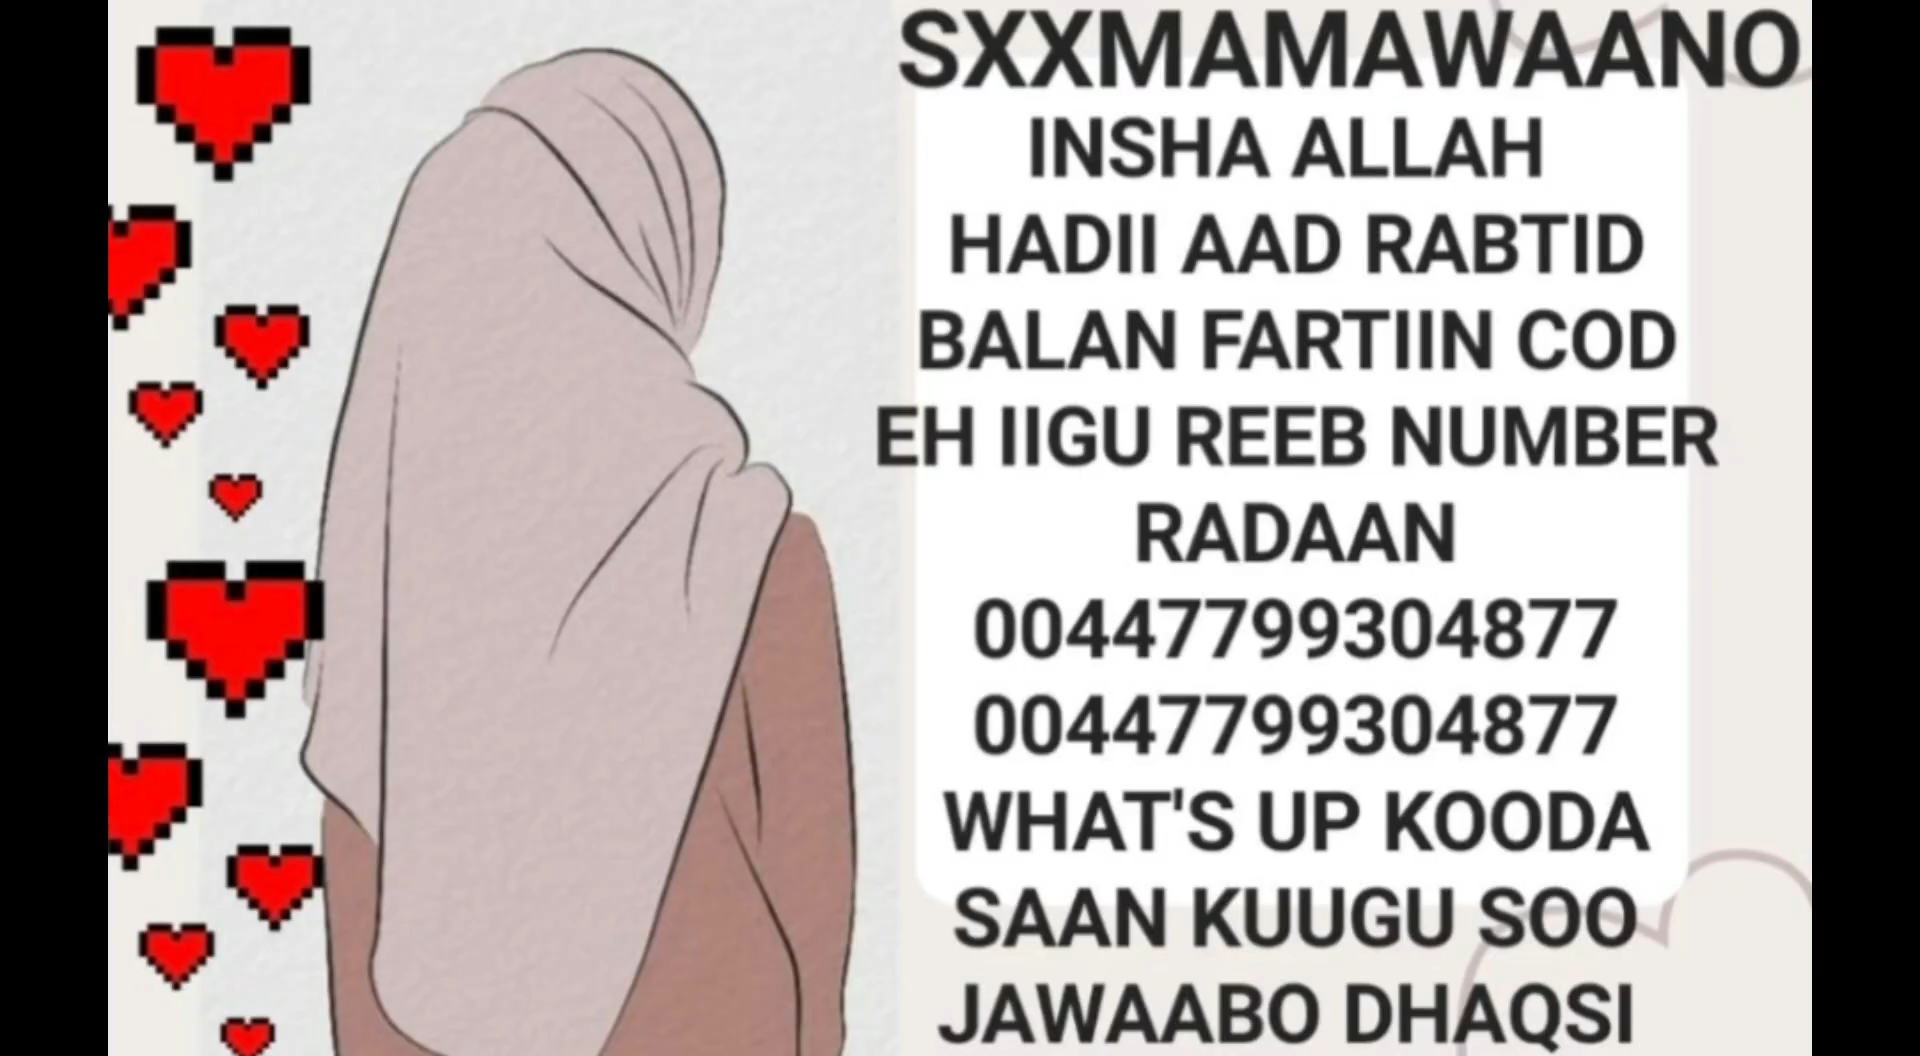 SXXMAMAWAANO
INSHA ALLAH
HADII AAD RABTID
BALAN FARTIIN COD
EH IIGU REEB NUMBER
RADAAN
00447799304877
00447799304877
WHAT'S UP KOODA
SAAN KUUGU SOO
JAWAABO DHAQSI